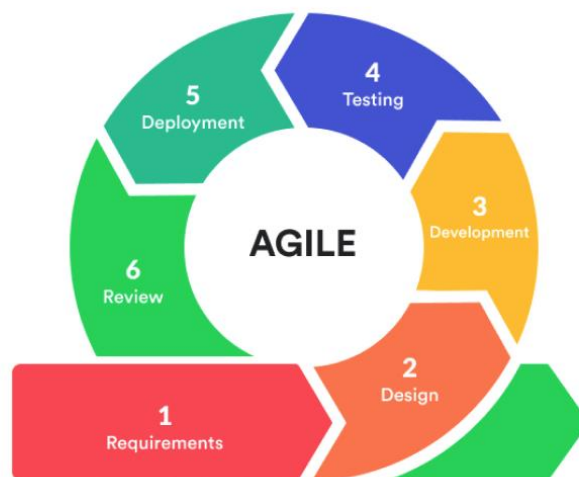 4
Testing
5
Deployment
3
Development
AGILE
6
Review
2
Design
1
Requirements